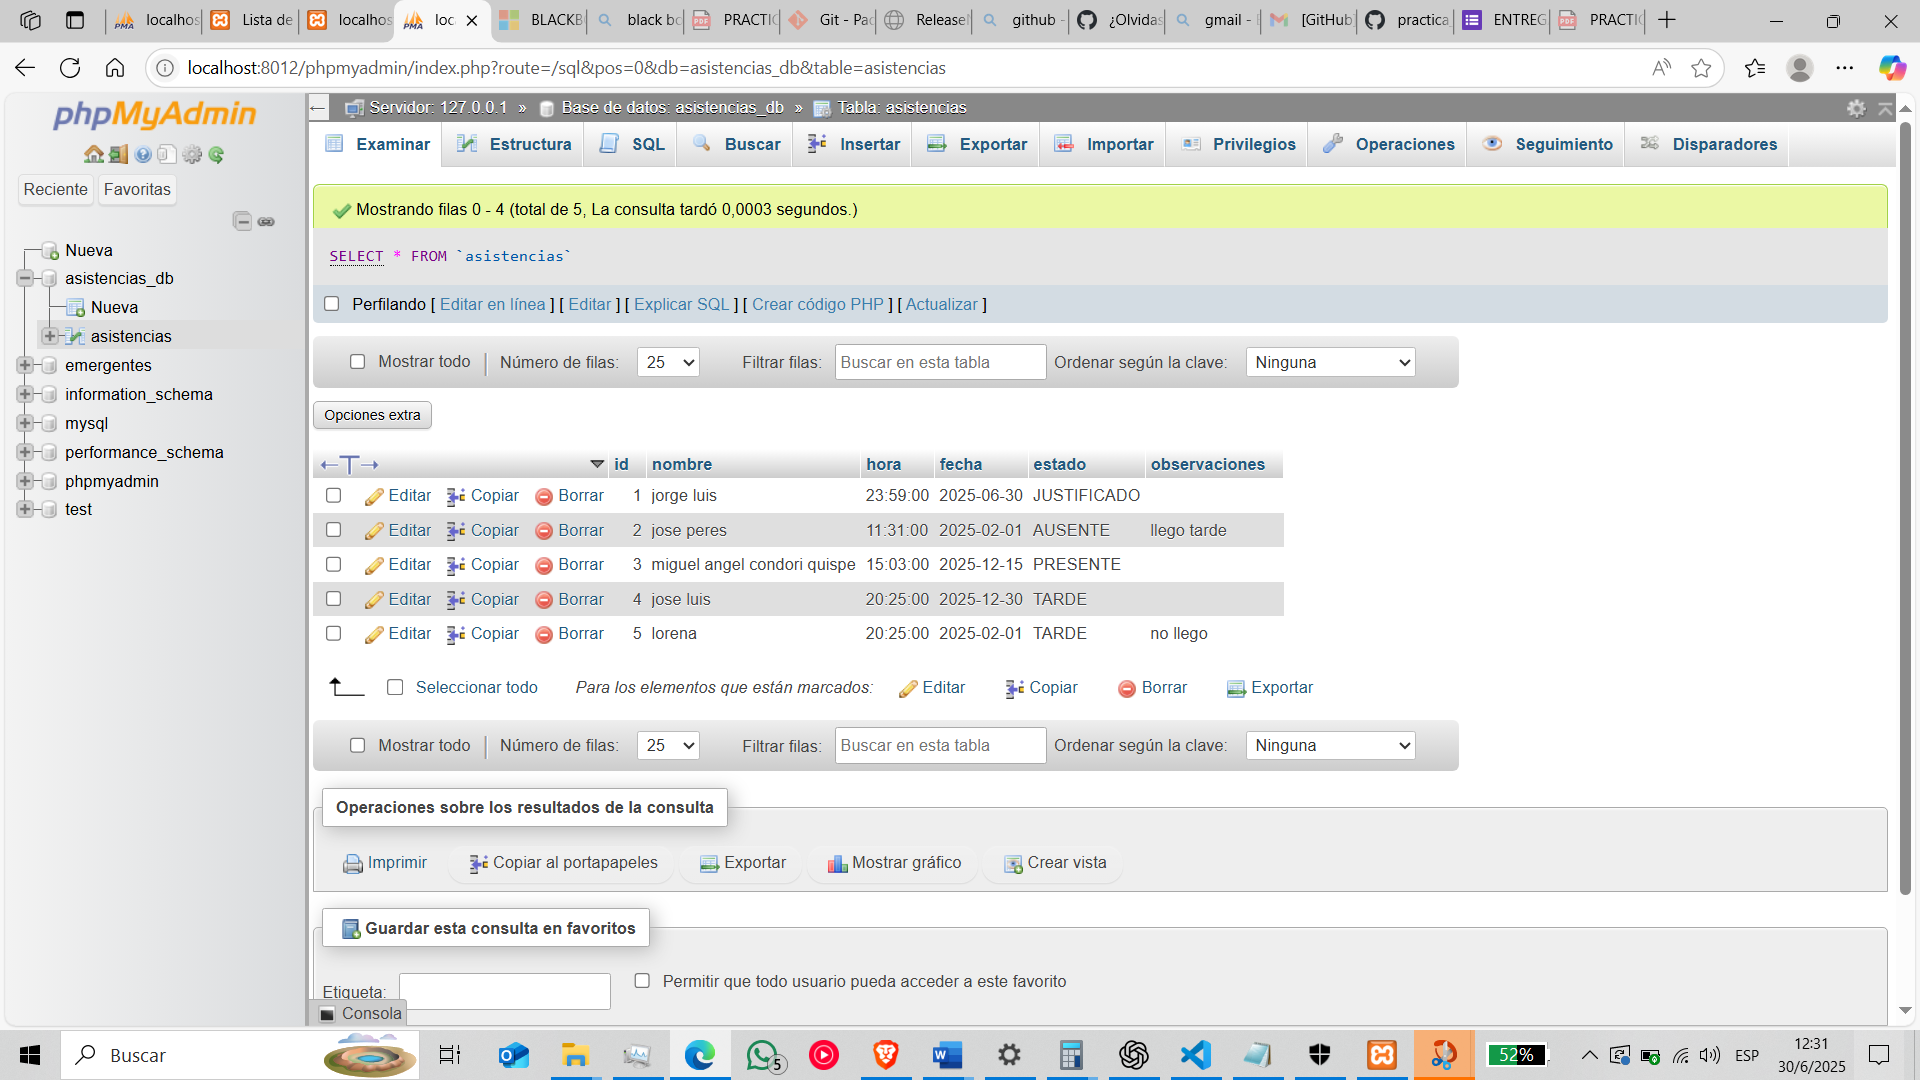 localhos
Lista de
localhos
loc
BLACKB
black bo
PRACTIC
Git - Pac
Release
github -
¿Olvidas
gmail - 
[GitHub
practica
ENTREG
PRACTIC
localhost:8012/phpmyadmin/index.php?route=/sql&pos=0&db=asistencias_db&table=asistencias
phpMyAdmin
Reciente Favoritas
Nueva
asistencias_db
Nueva
asistencias
emergentes
information_schema
mysql
performance_schema
phpmyadmin
test
Servidor: 127.0.0.1 » Base de datos: asistencias_db » Tabla: asistencias
Examinar Estructura SQL Buscar Insertar Exportar Importar Privilegios Operaciones Seguimiento Disparadores
Mostrando filas 0 - 4 (total de 5, La consulta tardó 0,0003 segundos.)
SELECT * FROM `asistencias`
Perfilando [ Editar en línea ] [ Editar ] [ Explicar SQL ] [ Crear código PHP ] [ Actualizar ]
Mostrar todo Número de filas: 25 Filtrar filas: Buscar en esta tabla Ordenar según la clave: Ninguna
Opciones extra
id nombre hora fecha estado observaciones
Editar Copiar Borrar 1 jorge luis 23:59:00 2025-06-30 JUSTIFICADO
Editar Copiar Borrar 2 jose peres 11:31:00 2025-02-01 AUSENTE llego tarde
Editar Copiar Borrar 3 miguel angel condori quispe 15:03:00 2025-12-15 PRESENTE
Editar Copiar Borrar 4 jose luis 20:25:00 2025-12-30 TARDE
Editar Copiar Borrar 5 lorena 20:25:00 2025-02-01 TARDE no llego
Seleccionar todo Para los elementos que están marcados: Editar Copiar Borrar Exportar
Mostrar todo Número de filas: 25 Filtrar filas: Buscar en esta tabla Ordenar según la clave: Ninguna
Operaciones sobre los resultados de la consulta
Imprimir Copiar al portapapeles Exportar Mostrar gráfico Crear vista
Guardar esta consulta en favoritos
Etiqueta: Permitir que todo usuario pueda acceder a este favorito
Consola
Buscar
5
52%
ESP
12:31
30/6/2025